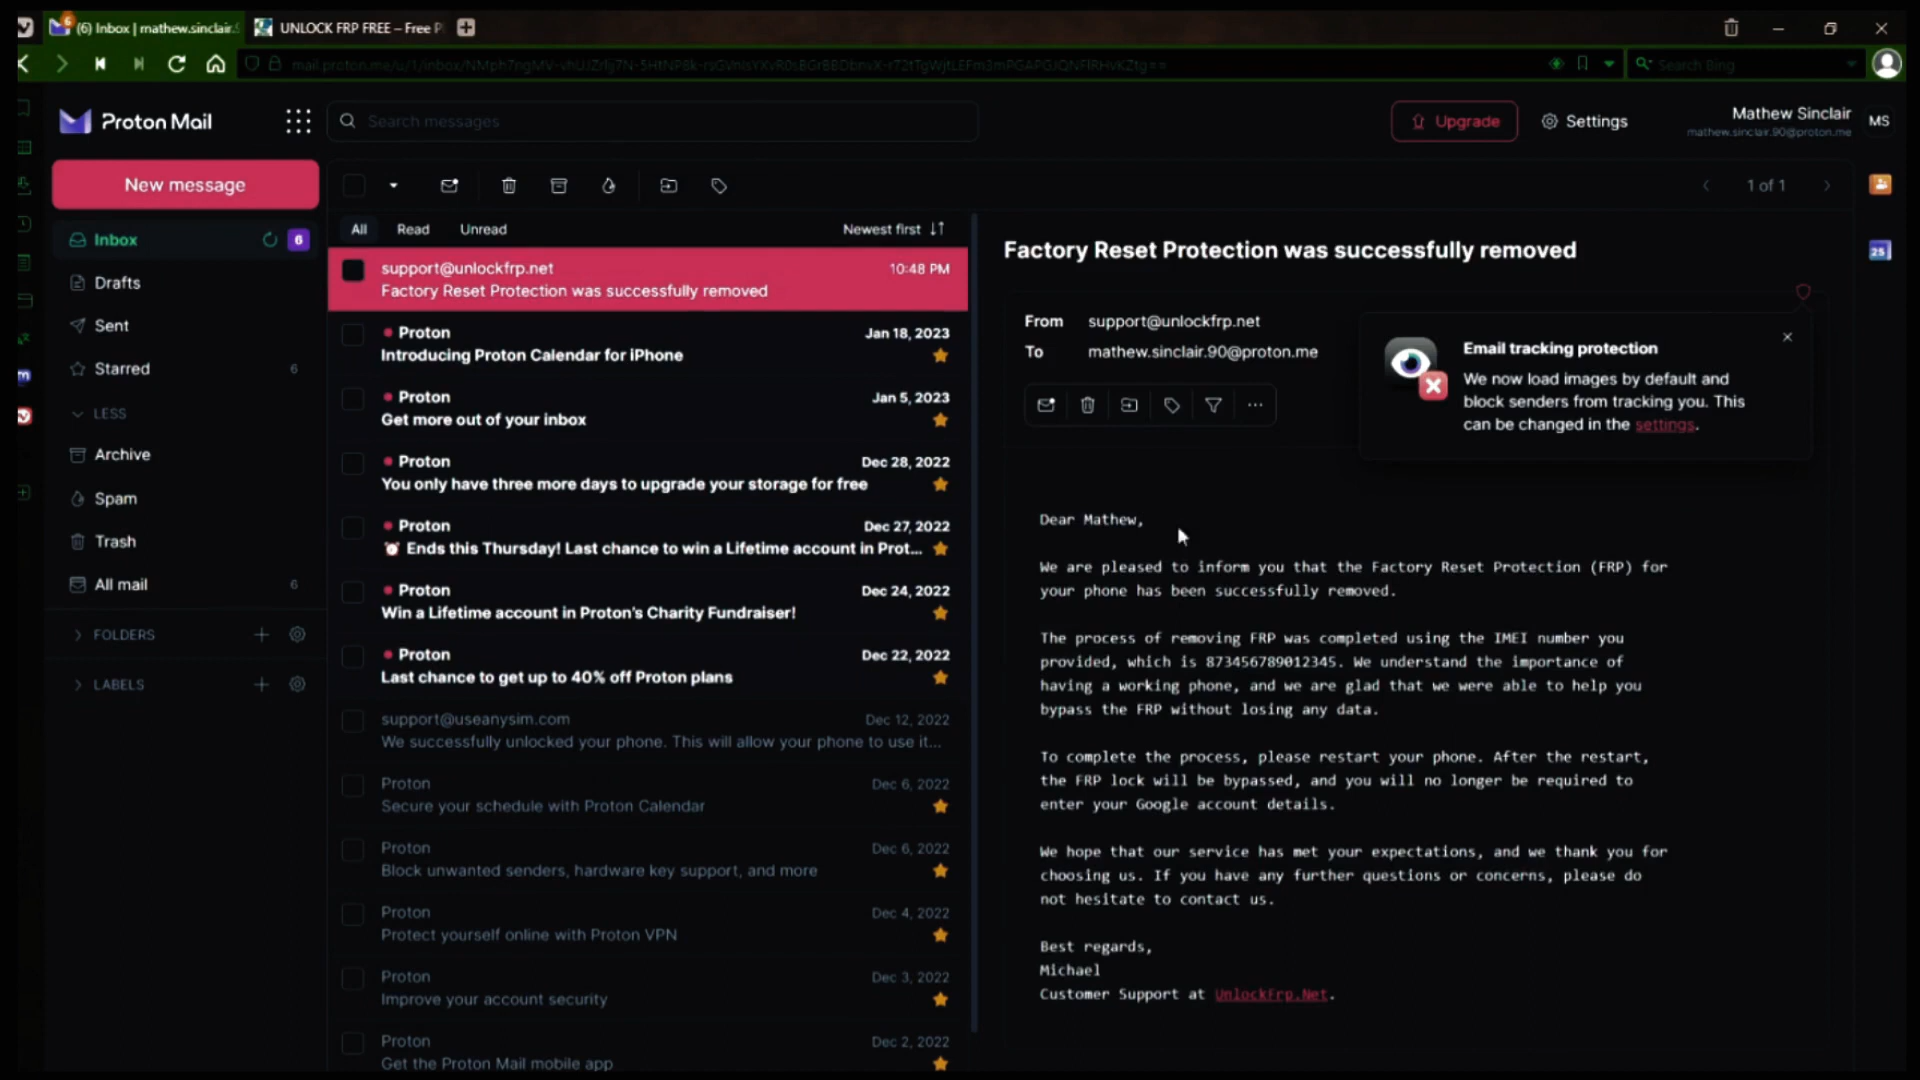 (6) Inbox | mathew.sinclair.
UNLOCK FRP FREE – Free P
Search Bing
Proton Mail
Search messages
Upgrade
Settings
Mathew Sinclair
mathew.sinclair.90@proton.me
MS
New message
1 of 1
Inbox
6
Drafts
Sent
Starred
6
LESS
Archive
Spam
Trash
All mail
6
FOLDERS
LABELS
All Read Unread Newest first
support@unlockfrp.net 10:48 PM
Factory Reset Protection was successfully removed
Proton Jan 18, 2023
Introducing Proton Calendar for iPhone
Proton Jan 5, 2023
Get more out of your inbox
Proton Dec 28, 2022
You only have three more days to upgrade your storage for free
Proton Dec 27, 2022
⏰ Ends this Thursday! Last chance to win a Lifetime account in Prot...
Proton Dec 24, 2022
Win a Lifetime account in Proton's Charity Fundraiser!
Proton Dec 22, 2022
Last chance to get up to 40% off Proton plans
support@useanysim.com Dec 12, 2022
We successfully unlocked your phone. This will allow your phone to use it...
Proton Dec 6, 2022
Secure your schedule with Proton Calendar
Proton Dec 6, 2022
Block unwanted senders, hardware key support, and more
Proton Dec 4, 2022
Protect yourself online with Proton VPN
Proton Dec 3, 2022
Improve your account security
Proton Dec 2, 2022
Get the Proton Mail mobile app
Factory Reset Protection was successfully removed
From support@unlockfrp.net
To mathew.sinclair.90@proton.me
Email tracking protection
We now load images by default and
block senders from tracking you. This
can be changed in the settings.
25
Dear Mathew,
We are pleased to inform you that the Factory Reset Protection (FRP) for
your phone has been successfully removed.
The process of removing FRP was completed using the IMEI number you
provided, which is 873456789012345. We understand the importance of
having a working phone, and we are glad that we were able to help you
bypass the FRP without losing any data.
To complete the process, please restart your phone. After the restart,
the FRP lock will be bypassed, and you will no longer be required to
enter your Google account details.
We hope that our service has met your expectations, and we thank you for
choosing us. If you have any further questions or concerns, please do
not hesitate to contact us.
Best regards,
Michael
Customer Support at UnlockFrp.Net.